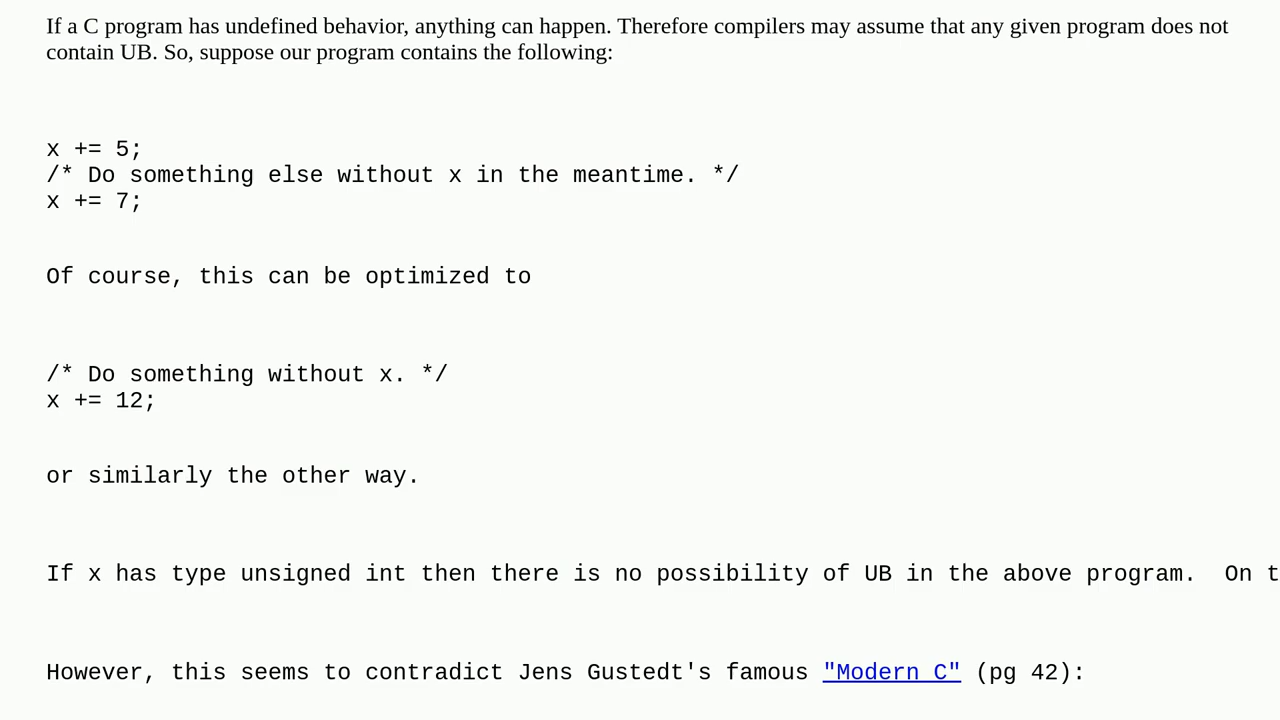 If a C program has undefined behavior, anything can happen. Therefore compilers may assume that any given program does not
contain UB. So, suppose our program contains the following:
x += 5;
/* Do something else without x in the meantime. */
x += 7;
Of course, this can be optimized to
/* Do something without x. */
x += 12;
or similarly the other way.
If x has type unsigned int then there is no possibility of UB in the above program.  On t
However, this seems to contradict Jens Gustedt's famous "Modern C" (pg 42):